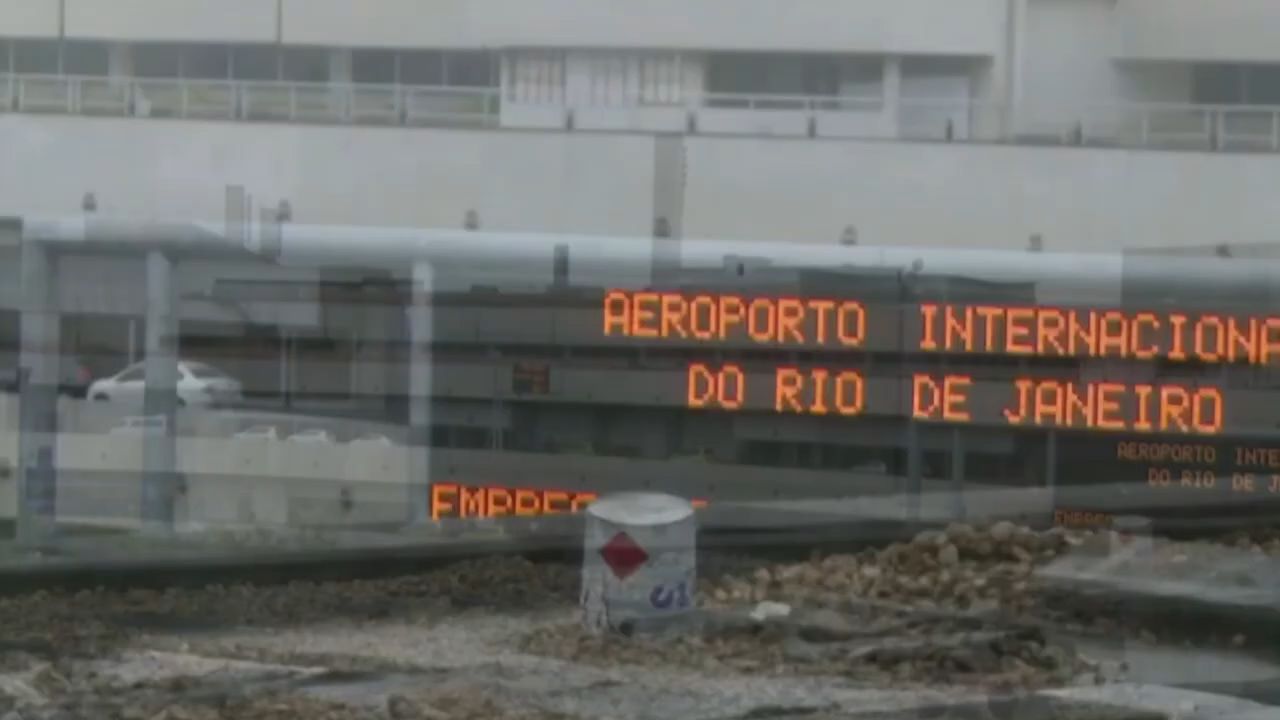 AEROPORTO INTERNACIONA
DO RIO DE JANEIRO
AEROPORTO INTE
DO RIO DE J